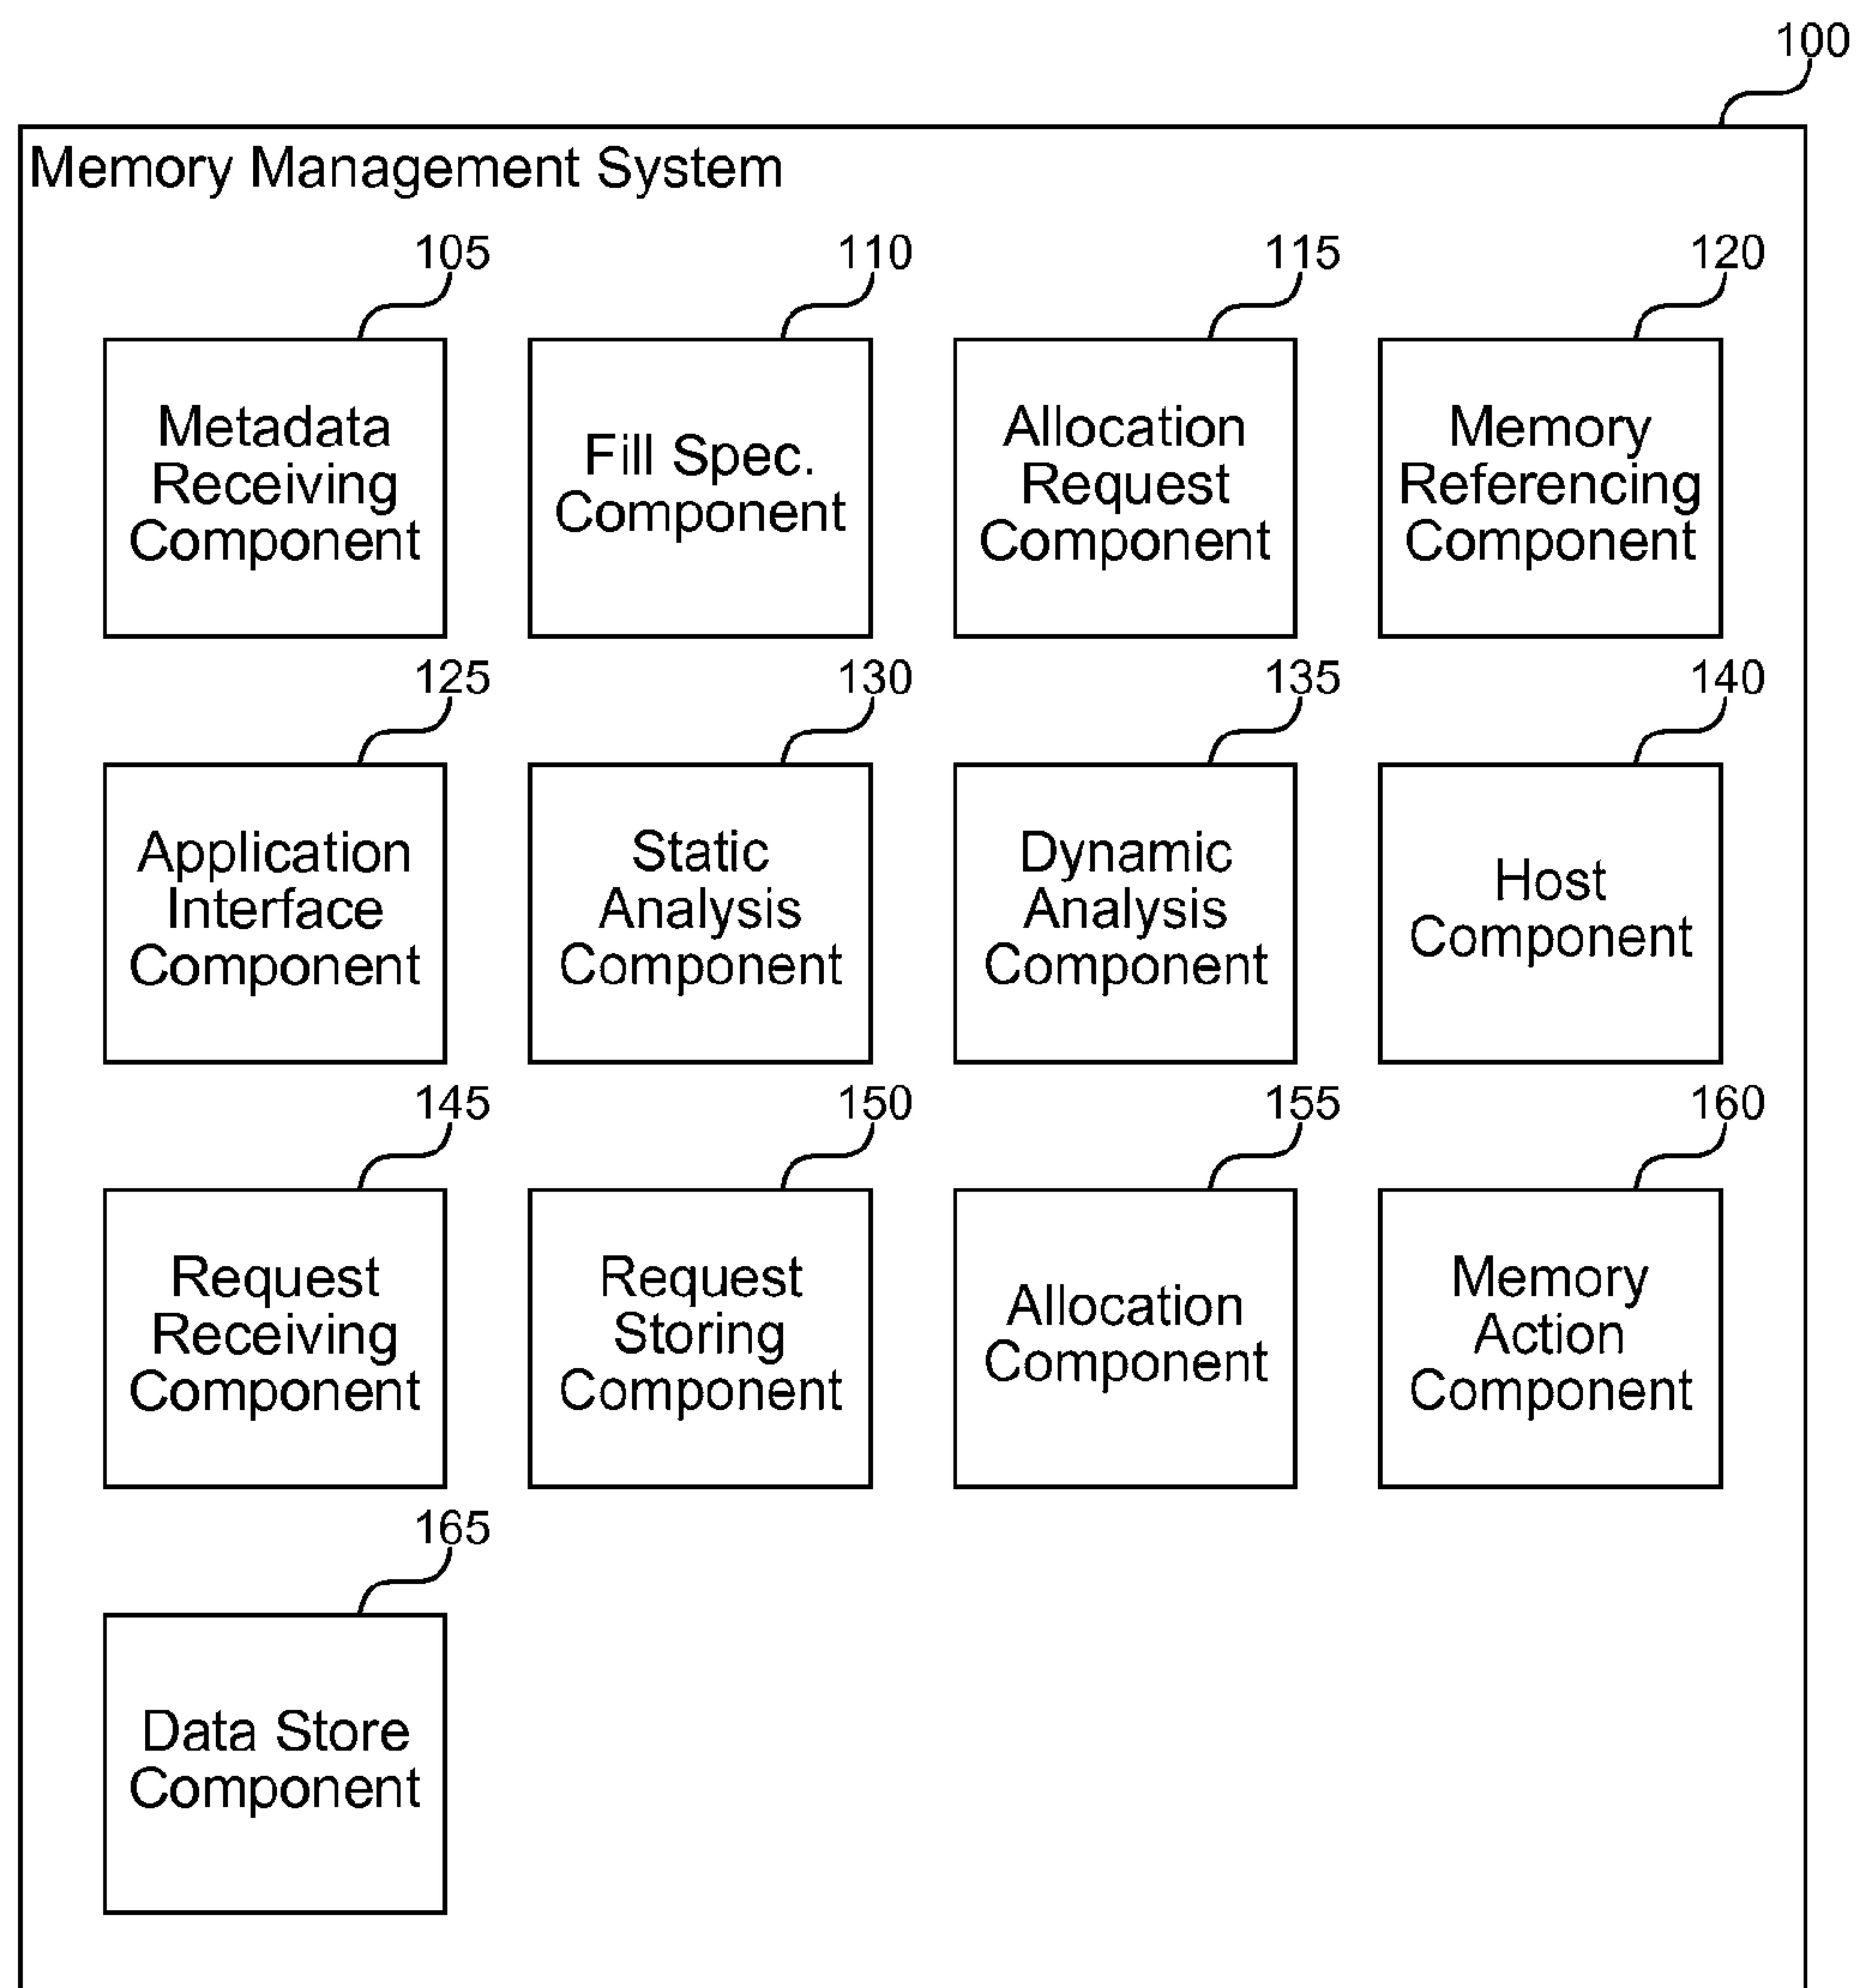 100
Memory Management System
105
110
115
120
Metadata
Receiving
Component
Fill Spec.
Component
Allocation
Request
Component
Memory
Referencing
Component
125
130
135
140
Application
Interface
Component
Static
Analysis
Component
Dynamic
Analysis
Component
Host
Component
145
150
155
160
Request
Receiving
Component
Request
Storing
Component
Allocation
Component
Memory
Action
Component
165
Data Store
Component